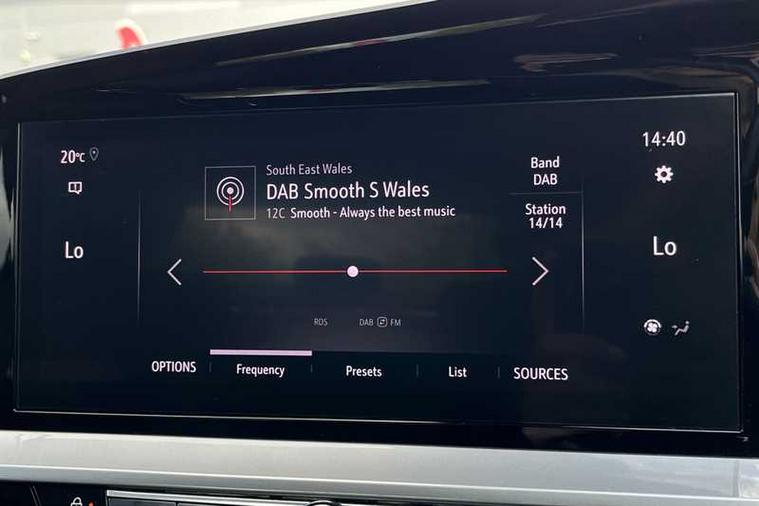 20°C
14:40
South East Wales
DAB Smooth S Wales
12C Smooth - Always the best music
Band
DAB
Station
14/14
Lo
Lo
RDS
DAB FM
OPTIONS
Frequency
Presets
List
SOURCES